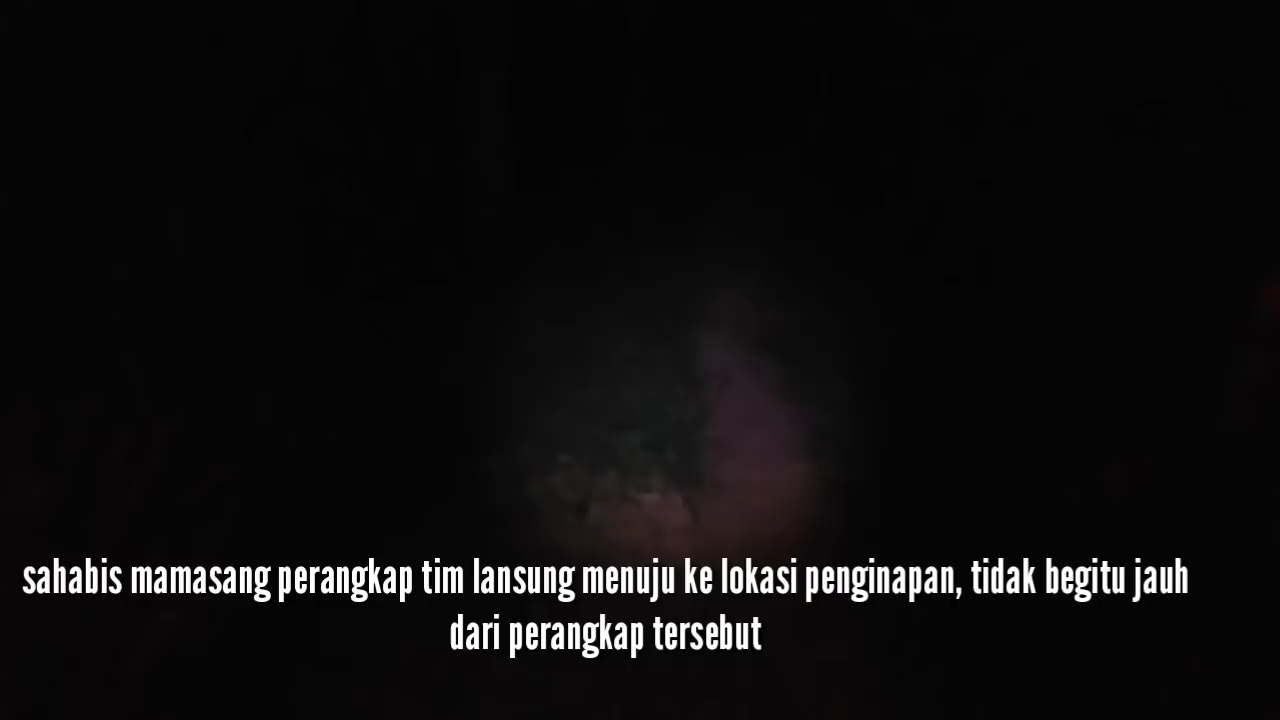 sahabis mamasang perangkap tim lansung menuju ke lokasi penginapan, tidak begitu jauh
dari perangkap tersebut